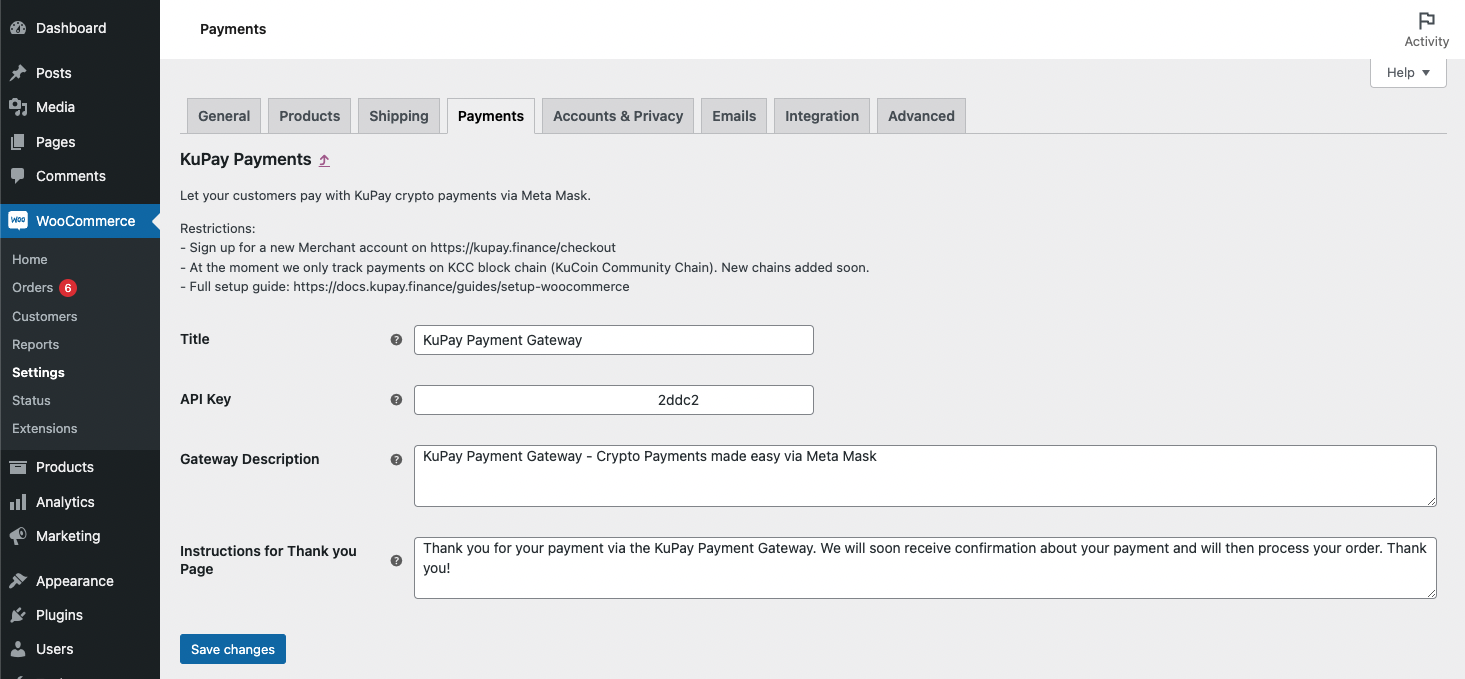 Dashboard
Posts
Media
Pages
Comments
Woo WooCommerce
Home
Orders 6
Customers
Reports
Settings
Status
Extensions
Products
Analytics
Marketing
Appearance
Plugins
Users
Payments
Activity
Help
General Products Shipping Payments Accounts & Privacy Emails Integration Advanced
KuPay Payments
Let your customers pay with KuPay crypto payments via Meta Mask.
Restrictions:
- Sign up for a new Merchant account on https://kupay.finance/checkout
- At the moment we only track payments on KCC block chain (KuCoin Community Chain). New chains added soon.
- Full setup guide: https://docs.kupay.finance/guides/setup-woocommerce
Title ? KuPay Payment Gateway
API Key ? 2ddc2
Gateway Description ? KuPay Payment Gateway - Crypto Payments made easy via Meta Mask
Instructions for Thank you
Page
?
Thank you for your payment via the KuPay Payment Gateway. We will soon receive confirmation about your payment and will then process your order. Thank
you!
Save changes